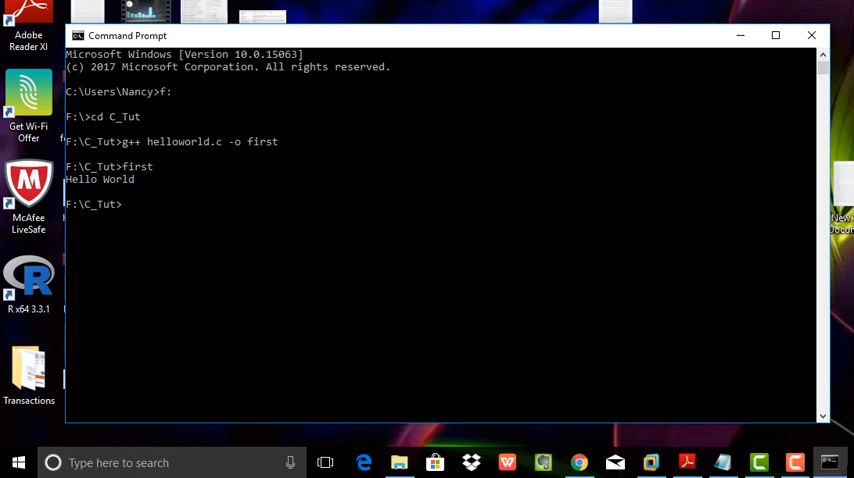 Adobe
Reader XI
Get Wi-Fi
Offer
McAfee
LiveSafe
R x64 3.3.1
Transactions
Command Prompt
Microsoft Windows [Version 10.0.15063]
(c) 2017 Microsoft Corporation. All rights reserved.
C:\Users\Nancy>f:
F:\>cd C_Tut
F:\C_Tut>g++ helloworld.c -o first
F:\C_Tut>first
Hello World
F:\C_Tut>
New
Type here to search